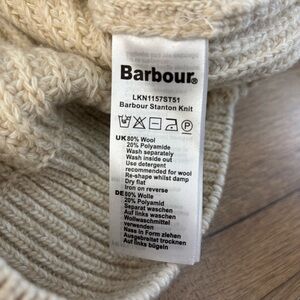 Barbour®
LKN1157ST51
Barbour Stanton Knit
P
UK 80% Wool
20% Polyamide
Wash separately
Wash inside out
Use detergent
recommended for wool
Re-shape whilst damp
Dry flat
Iron on reverse
DE 80% Wolle
20% Polyamid
Separat waschen
Auf links waschen
Wollwaschmittel
verwenden
Nass in Form ziehen
Ausgebreitet trocknen
Auf links bügeln